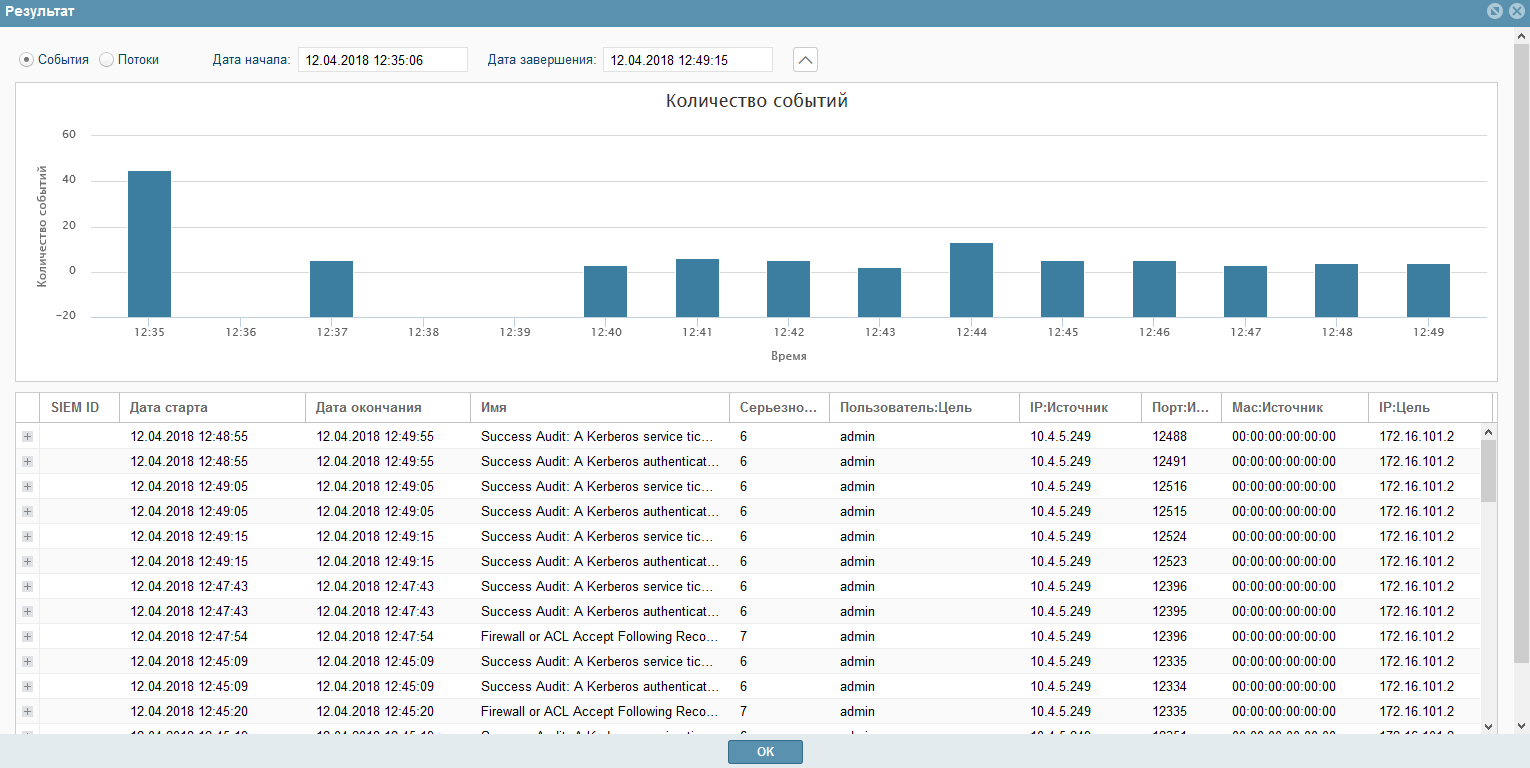 Результат
События Потоки Дата начала: 12.04.2018 12:35:06 Дата завершения: 12.04.2018 12:49:15
Количество событий
Количество событий
60
40
20
0
−20
12:35 12:36 12:37 12:38 12:39 12:40 12:41 12:42 12:43 12:44 12:45 12:46 12:47 12:48 12:49
Время
SIEM ID Дата старта Дата окончания Имя Серьезно... Пользователь:Цель IP:Источник Порт:И... Mac:Источник IP:Цель
12.04.2018 12:48:55 12.04.2018 12:49:55 Success Audit: A Kerberos service tic... 6 admin 10.4.5.249 12488 00:00:00:00:00:00 172.16.101.2
12.04.2018 12:48:55 12.04.2018 12:49:55 Success Audit: A Kerberos authenticat... 6 admin 10.4.5.249 12491 00:00:00:00:00:00 172.16.101.2
12.04.2018 12:49:05 12.04.2018 12:49:05 Success Audit: A Kerberos service tic... 6 admin 10.4.5.249 12516 00:00:00:00:00:00 172.16.101.2
12.04.2018 12:49:05 12.04.2018 12:49:05 Success Audit: A Kerberos authenticat... 6 admin 10.4.5.249 12515 00:00:00:00:00:00 172.16.101.2
12.04.2018 12:49:15 12.04.2018 12:49:15 Success Audit: A Kerberos service tic... 6 admin 10.4.5.249 12524 00:00:00:00:00:00 172.16.101.2
12.04.2018 12:49:15 12.04.2018 12:49:15 Success Audit: A Kerberos authenticat... 6 admin 10.4.5.249 12523 00:00:00:00:00:00 172.16.101.2
12.04.2018 12:47:43 12.04.2018 12:47:43 Success Audit: A Kerberos service tic... 6 admin 10.4.5.249 12396 00:00:00:00:00:00 172.16.101.2
12.04.2018 12:47:43 12.04.2018 12:47:43 Success Audit: A Kerberos authenticat... 6 admin 10.4.5.249 12395 00:00:00:00:00:00 172.16.101.2
12.04.2018 12:47:54 12.04.2018 12:47:54 Firewall or ACL Accept Following Reco... 7 admin 10.4.5.249 12396 00:00:00:00:00:00 172.16.101.2
12.04.2018 12:45:09 12.04.2018 12:45:09 Success Audit: A Kerberos service tic... 6 admin 10.4.5.249 12335 00:00:00:00:00:00 172.16.101.2
12.04.2018 12:45:09 12.04.2018 12:45:09 Success Audit: A Kerberos authenticat... 6 admin 10.4.5.249 12334 00:00:00:00:00:00 172.16.101.2
12.04.2018 12:45:20 12.04.2018 12:45:20 Firewall or ACL Accept Following Reco... 7 admin 10.4.5.249 12335 00:00:00:00:00:00 172.16.101.2
OK